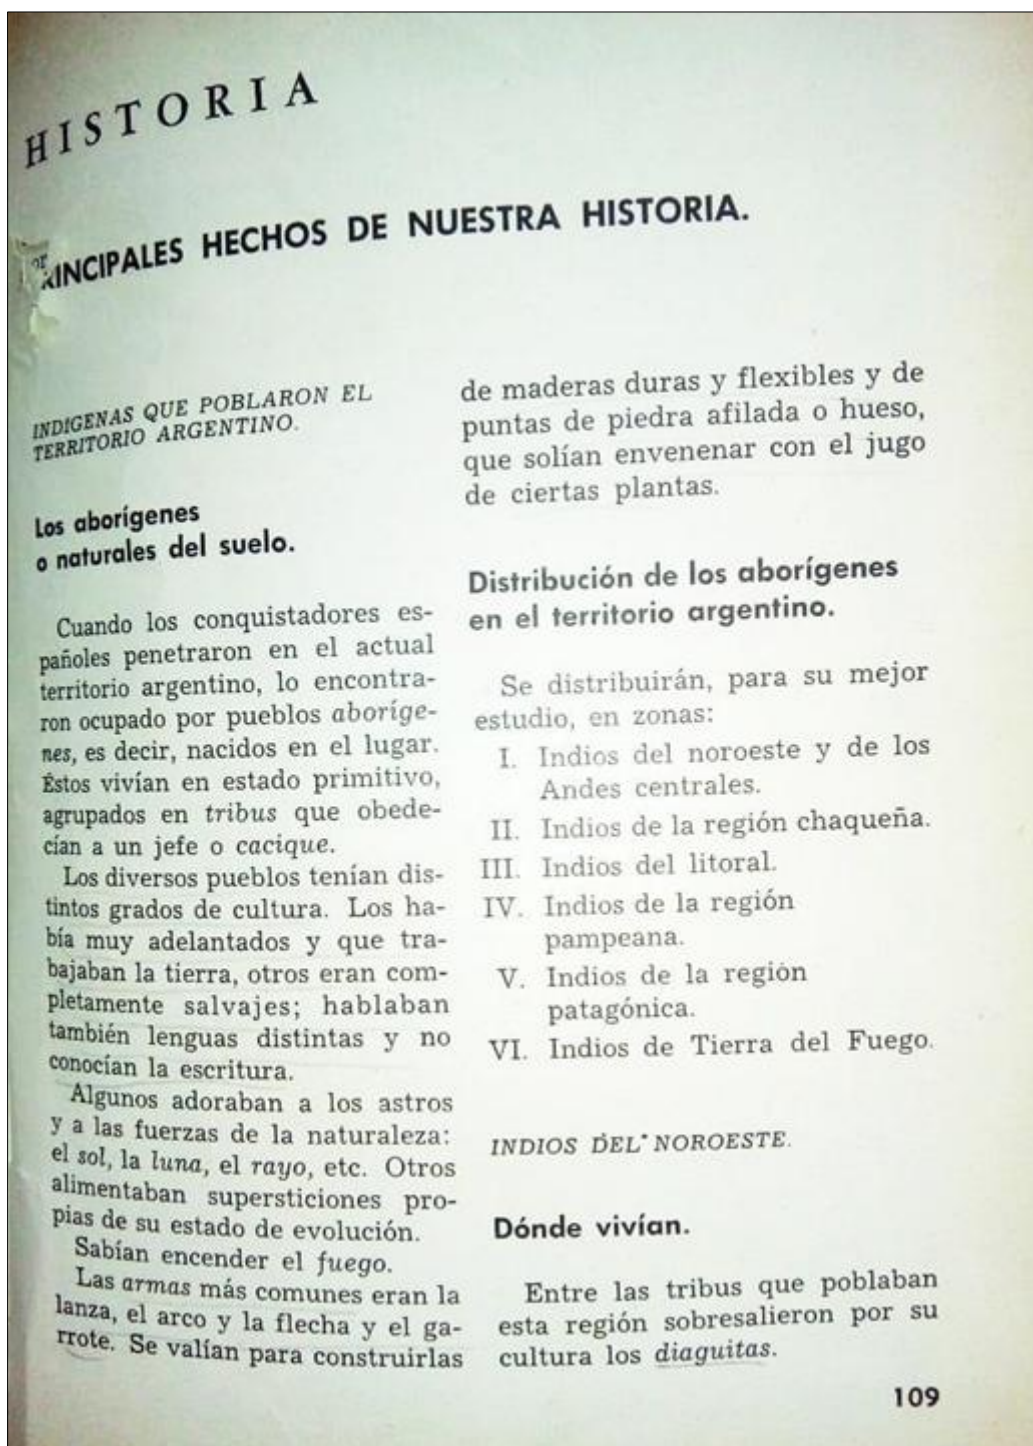 HISTORIA
PRINCIPALES HECHOS DE NUESTRA HISTORIA.
INDIGENAS QUE POBLARON EL
TERRITORIO ARGENTINO.
Los aborígenes
o naturales del suelo.
Cuando los conquistadores es-
pañoles penetraron en el actual
territorio argentino, lo encontra-
ron ocupado por pueblos aboríge-
nes, es decir, nacidos en el lugar.
Éstos vivían en estado primitivo,
agrupados en tribus que obede-
cían a un jefe o cacique.
Los diversos pueblos tenían dis-
tintos grados de cultura. Los ha-
bía muy adelantados y que tra-
bajaban la tierra, otros eran com-
pletamente salvajes; hablaban
también lenguas distintas y no
conocían la escritura.
Algunos adoraban a los astros
y a las fuerzas de la naturaleza:
el sol, la luna, el rayo, etc. Otros
alimentaban supersticiones pro-
pias de su estado de evolución.
Sabían encender el fuego.
Las armas más comunes eran la
lanza, el arco y la flecha y el ga-
rrote. Se valían para construirlas
de maderas duras y flexibles y de
puntas de piedra afilada o hueso,
que solían envenenar con el jugo
de ciertas plantas.
Distribución de los aborígenes
en el territorio argentino.
Se distribuirán, para su mejor
estudio, en zonas:
I. Indios del noroeste y de los
Andes centrales.
II. Indios de la región chaqueña.
III. Indios del litoral.
IV. Indios de la región
pampeana.
V. Indios de la región
patagónica.
VI. Indios de Tierra del Fuego.
INDIOS DEL NOROESTE.
Dónde vivían.
Entre las tribus que poblaban
esta región sobresalieron por su
cultura los diaguitas.
109